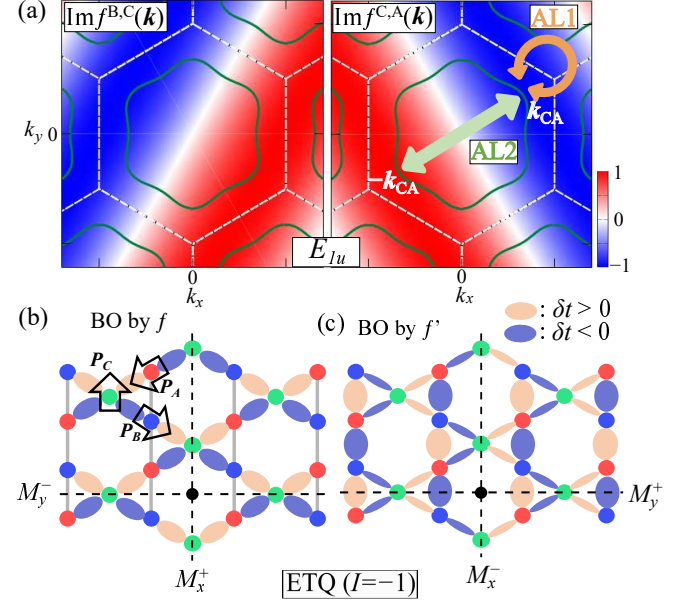 (a)
Im f^{B,C}(k)
Im f^{C,A}(k)
AL1
k_y 0
k_CA
AL2
−k_CA
1
0
−1
E_{1u}
0
0
k_x
k_x
(b)
BO by f
(c)
BO by f'
: δt > 0
: δt < 0
P_C
P_A
P_B
M_y^−
M_y^+
M_x^+
M_x^−
ETQ (I=−1)